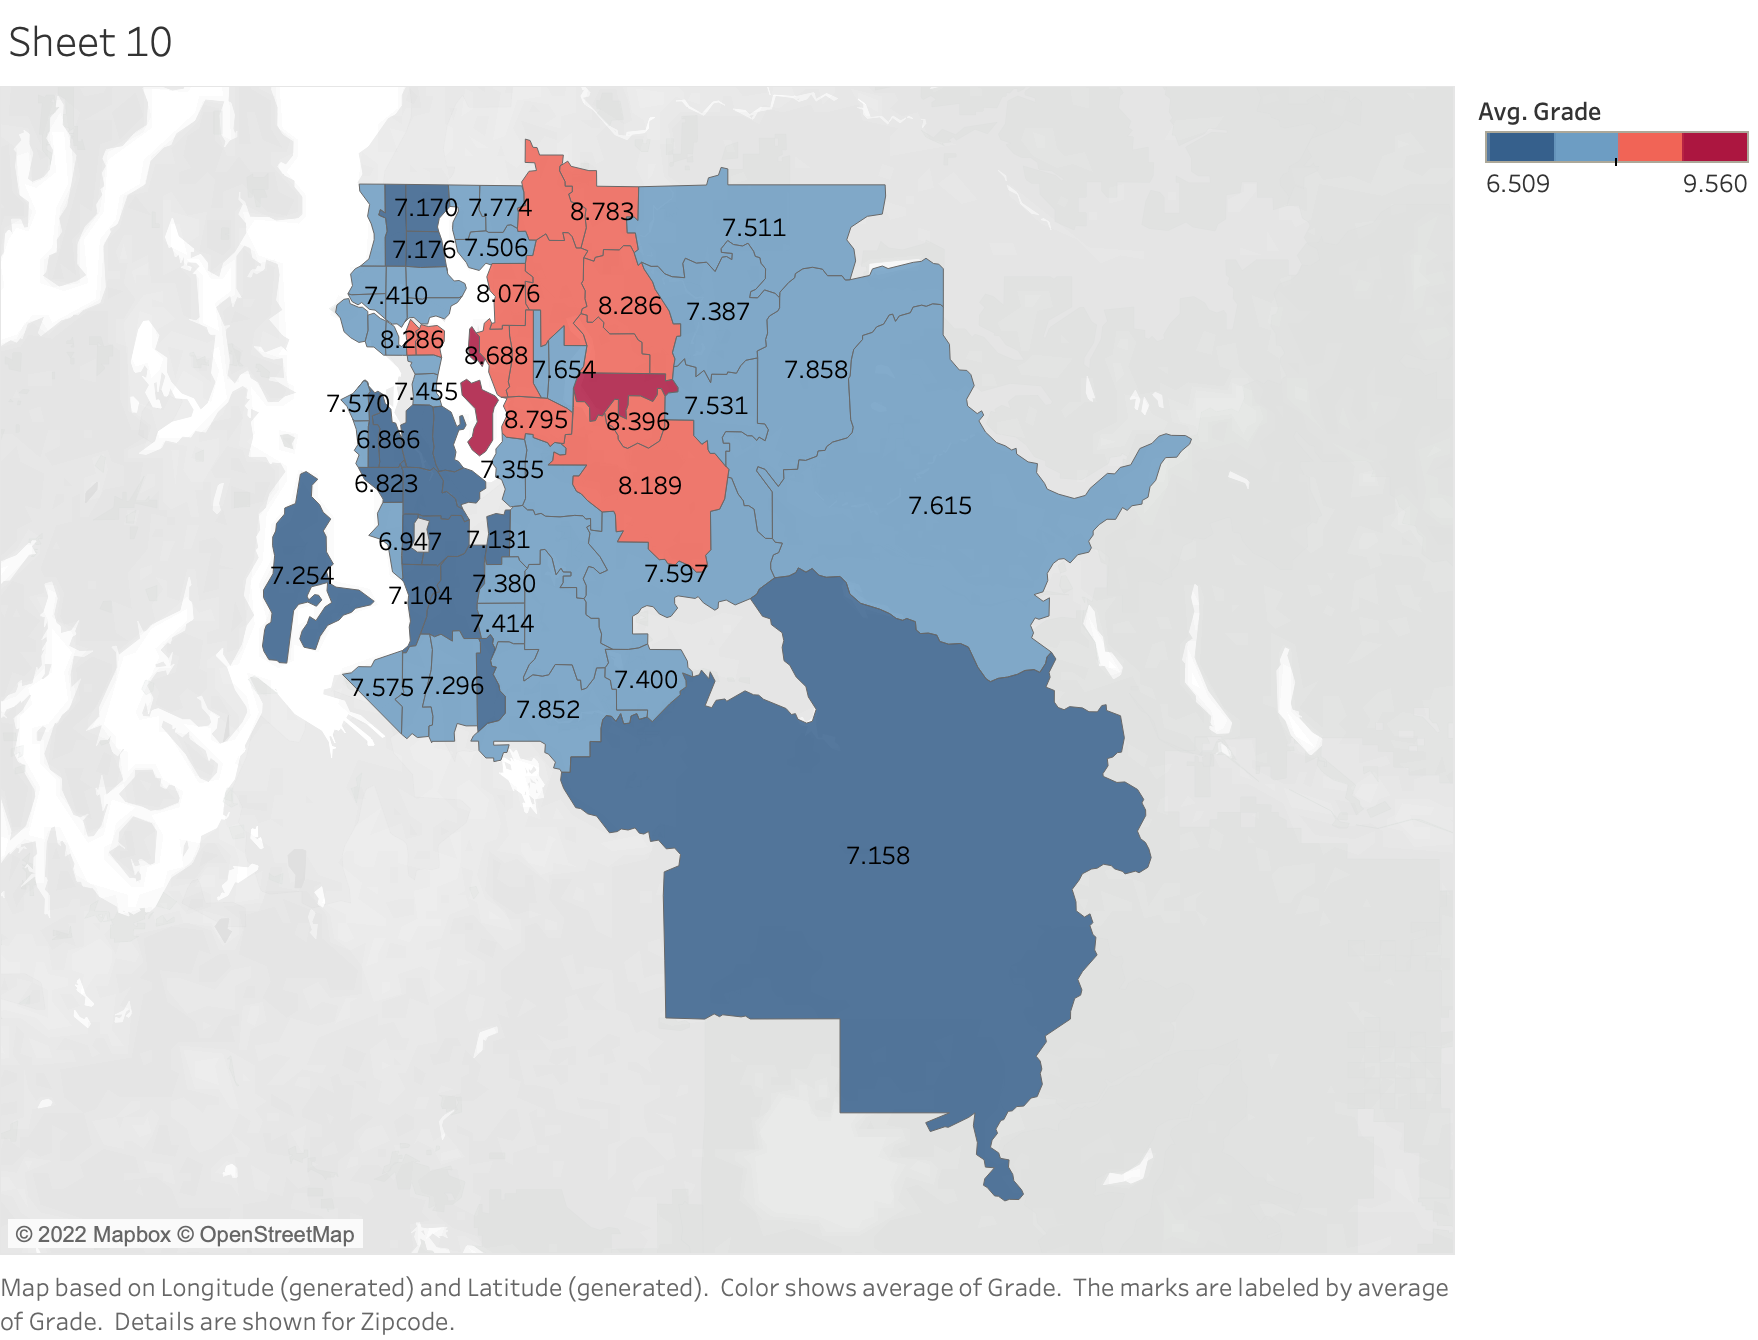 Sheet 10
Avg. Grade
6.509 9.560
7.170 7.774 8.783
7.511
7.176 7.506
7.410 8.076 8.286 7.387
8.286 8.688 7.654 7.858
7.570 7.455 8.795 8.396 7.531
6.866
6.823 7.355 8.189
7.615
6.947 7.131
7.254 7.104 7.380 7.597
7.414
7.575 7.296 7.852 7.400
7.158
© 2022 Mapbox © OpenStreetMap
Map based on Longitude (generated) and Latitude (generated).  Color shows average of Grade.  The marks are labeled by average
of Grade.  Details are shown for Zipcode.